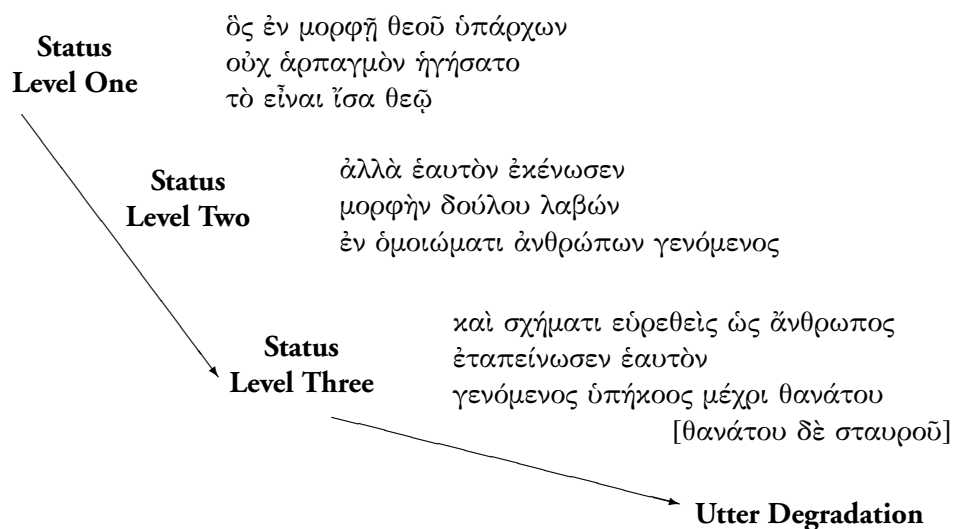 Status
Level One
ὃς ἐν μορφῇ θεοῦ ὑπάρχων
οὐχ ἁρπαγμὸν ἡγήσατο
τὸ εἶναι ἴσα θεῷ
Status
Level Two
ἀλλὰ ἑαυτὸν ἐκένωσεν
μορφὴν δούλου λαβών
ἐν ὁμοιώματι ἀνθρώπων γενόμενος
Status
Level Three
καὶ σχήματι εὑρεθεὶς ὡς ἄνθρωπος
ἐταπείνωσεν ἑαυτὸν
γενόμενος ὑπήκοος μέχρι θανάτου
[θανάτου δὲ σταυροῦ]
Utter Degradation